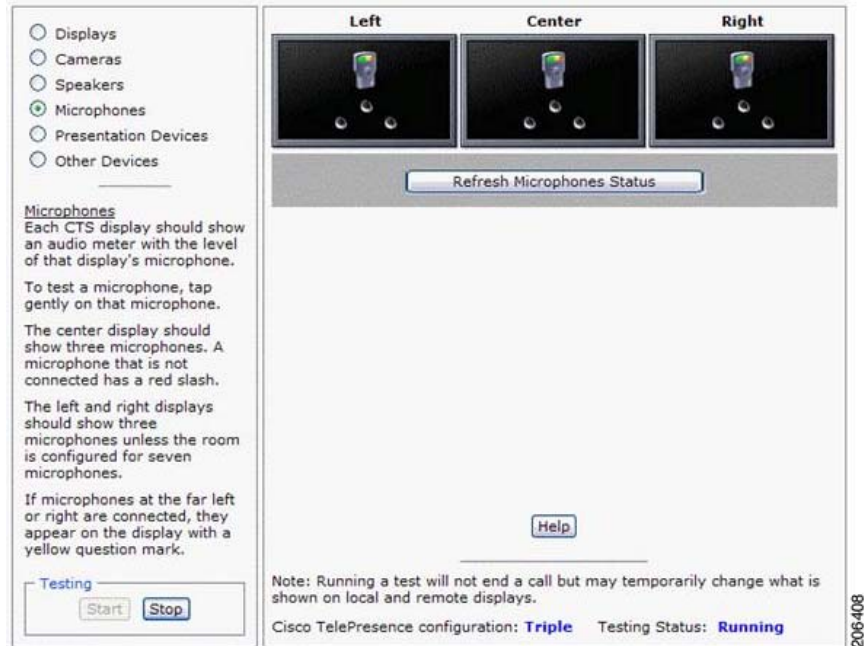 Displays
Cameras
Speakers
Microphones
Presentation Devices
Other Devices
Microphones
Each CTS display should show
an audio meter with the level
of that display's microphone.
To test a microphone, tap
gently on that microphone.
The center display should
show three microphones. A
microphone that is not
connected has a red slash.
The left and right displays
should show three
microphones unless the room
is configured for seven
microphones.
If microphones at the far left
or right are connected, they
appear on the display with a
yellow question mark.
Testing
Start Stop
Left Center Right
Refresh Microphones Status
Help
Note: Running a test will not end a call but may temporarily change what is
shown on local and remote displays.
Cisco TelePresence configuration: Triple Testing Status: Running
206408